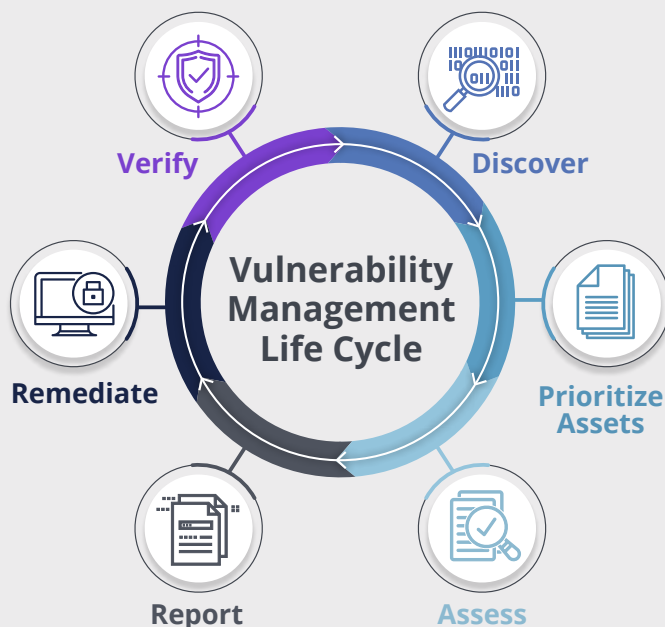 Verify
Discover
Vulnerability
Management
Life Cycle
Remediate
Prioritize
Assets
Report
Assess